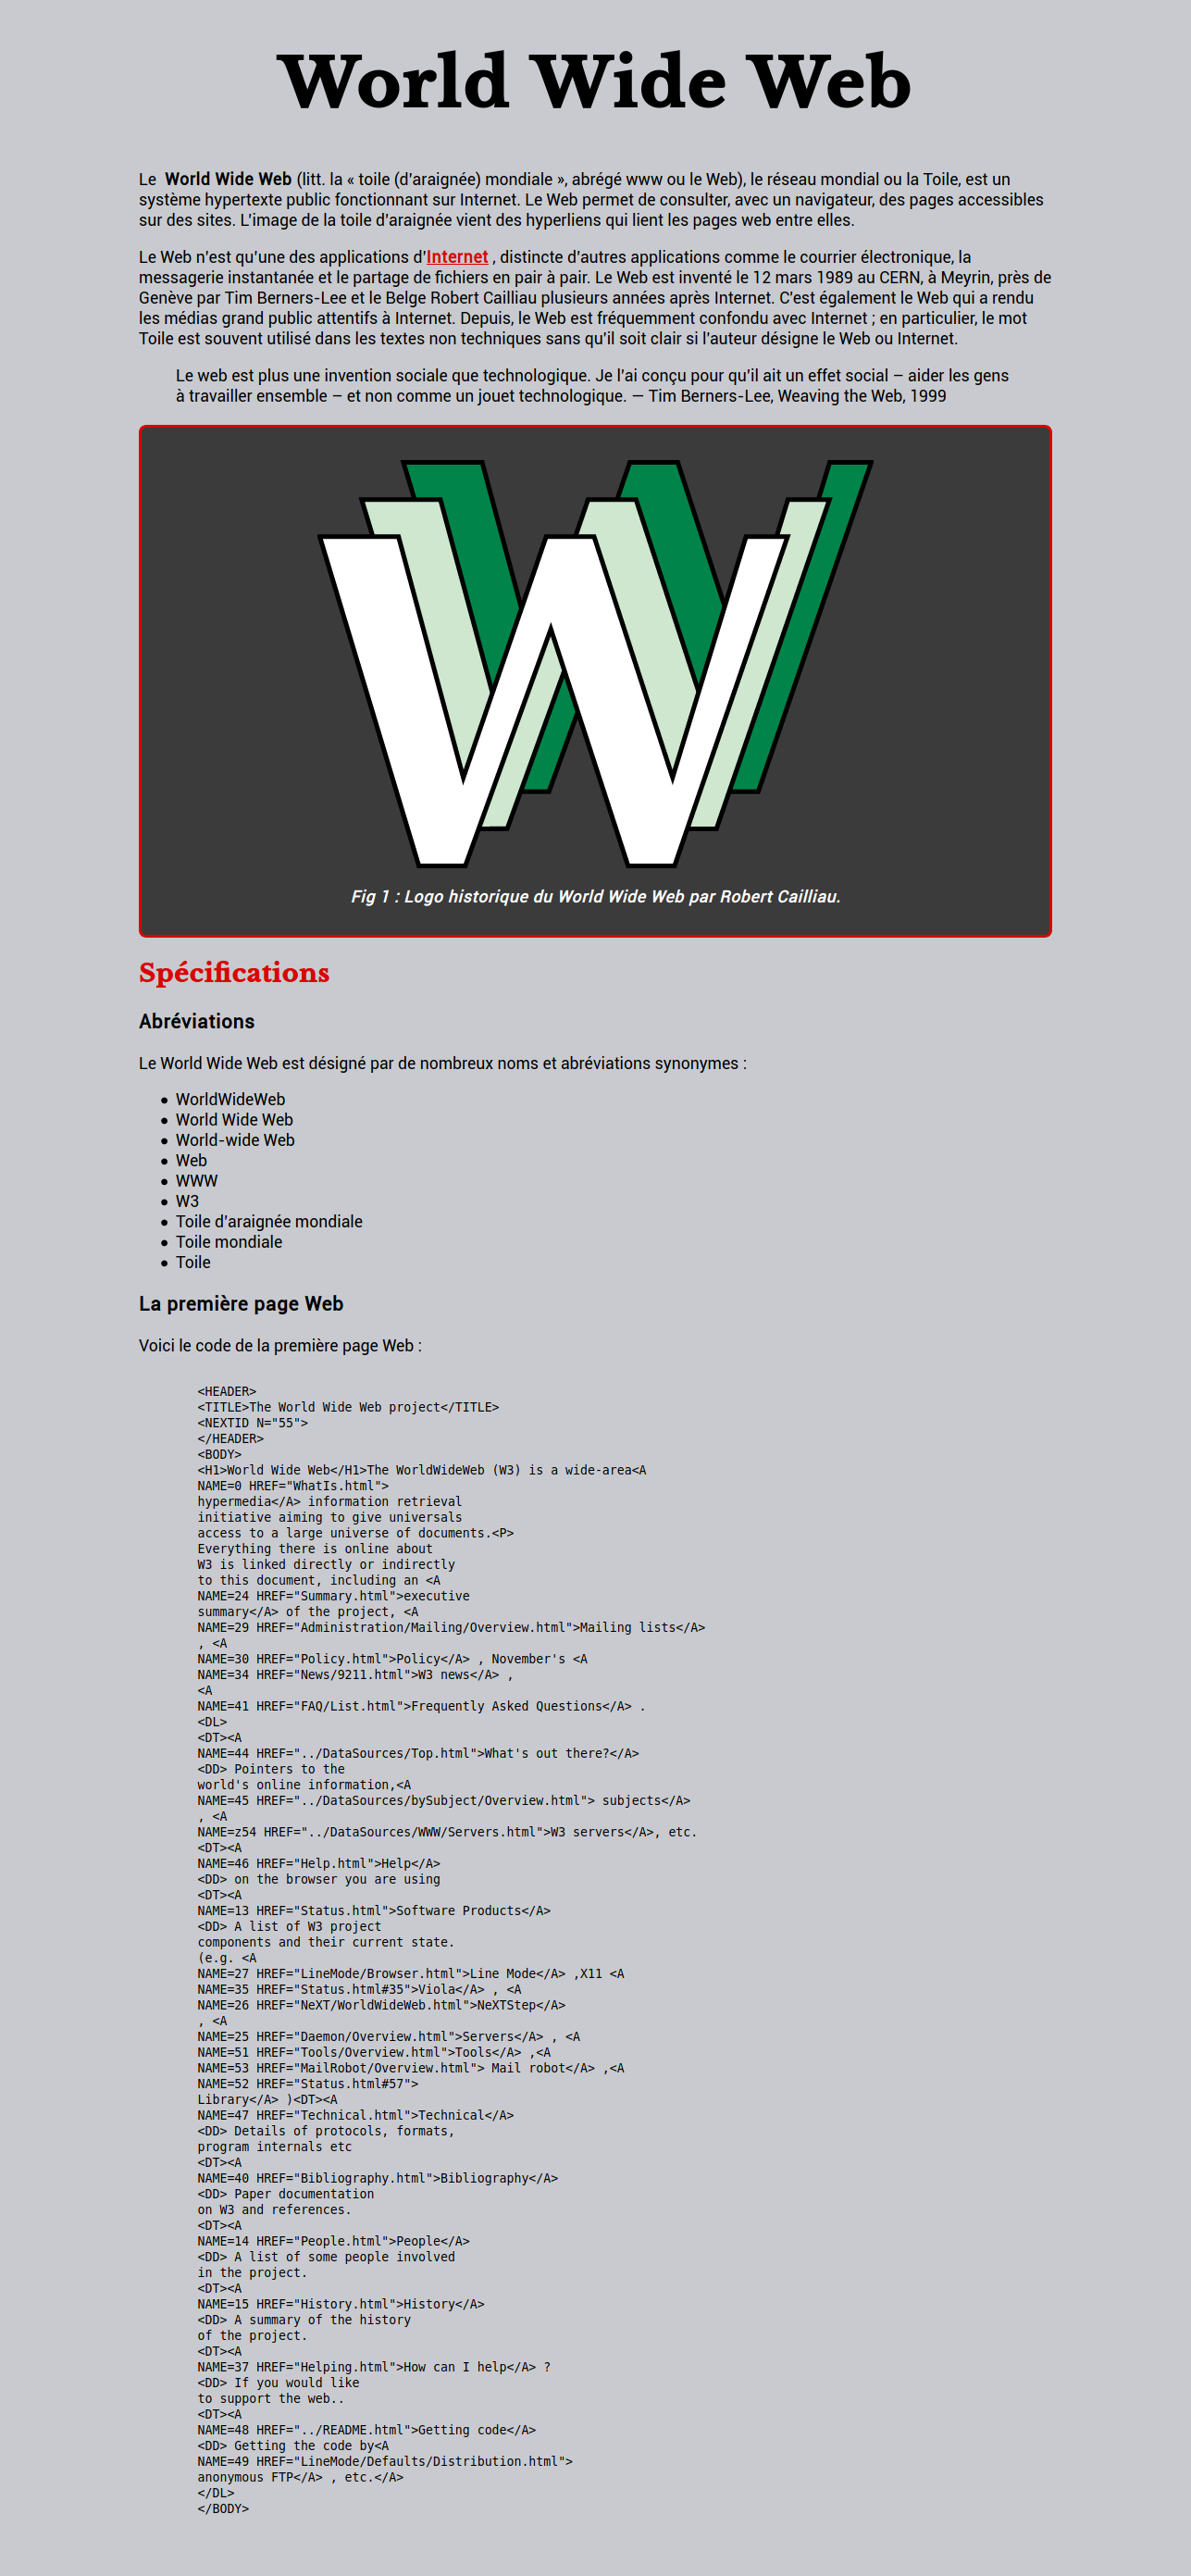 World Wide Web
Le World Wide Web (litt. la « toile (d'araignée) mondiale », abrégé www ou le Web), le réseau mondial ou la Toile, est un
système hypertexte public fonctionnant sur Internet. Le Web permet de consulter, avec un navigateur, des pages accessibles
sur des sites. L'image de la toile d'araignée vient des hyperliens qui lient les pages web entre elles.
Le Web n'est qu'une des applications d'Internet , distincte d'autres applications comme le courrier électronique, la
messagerie instantanée et le partage de fichiers en pair à pair. Le Web est inventé le 12 mars 1989 au CERN, à Meyrin, près de
Genève par Tim Berners-Lee et le Belge Robert Cailliau plusieurs années après Internet. C'est également le Web qui a rendu
les médias grand public attentifs à Internet. Depuis, le Web est fréquemment confondu avec Internet ; en particulier, le mot
Toile est souvent utilisé dans les textes non techniques sans qu'il soit clair si l'auteur désigne le Web ou Internet.
Le web est plus une invention sociale que technologique. Je l'ai conçu pour qu'il ait un effet social – aider les gens
à travailler ensemble – et non comme un jouet technologique. — Tim Berners-Lee, Weaving the Web, 1999
Fig 1 : Logo historique du World Wide Web par Robert Cailliau.
Spécifications
Abréviations
Le World Wide Web est désigné par de nombreux noms et abréviations synonymes :
• WorldWideWeb
• World Wide Web
• World-wide Web
• Web
• WWW
• W3
• Toile d'araignée mondiale
• Toile mondiale
• Toile
La première page Web
Voici le code de la première page Web :
<HEADER>
<TITLE>The World Wide Web project</TITLE>
<NEXTID N="55">
</HEADER>
<BODY>
<H1>World Wide Web</H1>The WorldWideWeb (W3) is a wide-area<A
NAME=0 HREF="WhatIs.html">
hypermedia</A> information retrieval
initiative aiming to give universals
access to a large universe of documents.<P>
Everything there is online about
W3 is linked directly or indirectly
to this document, including an <A
NAME=24 HREF="Summary.html">executive
summary</A> of the project, <A
NAME=29 HREF="Administration/Mailing/Overview.html">Mailing lists</A>
, <A
NAME=30 HREF="Policy.html">Policy</A> , November's <A
NAME=34 HREF="News/9211.html">W3 news</A> ,
<A
NAME=41 HREF="FAQ/List.html">Frequently Asked Questions</A> .
<DL>
<DT><A
NAME=44 HREF="../DataSources/Top.html">What's out there?</A>
<DD> Pointers to the
world's online information,<A
NAME=45 HREF="../DataSources/bySubject/Overview.html"> subjects</A>
, <A
NAME=z54 HREF="../DataSources/WWW/Servers.html">W3 servers</A>, etc.
<DT><A
NAME=46 HREF="Help.html">Help</A>
<DD> on the browser you are using
<DT><A
NAME=13 HREF="Status.html">Software Products</A>
<DD> A list of W3 project
components and their current state.
(e.g. <A
NAME=27 HREF="LineMode/Browser.html">Line Mode</A> ,X11 <A
NAME=35 HREF="Status.html#35">Viola</A> , <A
NAME=26 HREF="NeXT/WorldWideWeb.html">NeXTStep</A>
, <A
NAME=25 HREF="Daemon/Overview.html">Servers</A> , <A
NAME=51 HREF="Tools/Overview.html">Tools</A> ,<A
NAME=53 HREF="MailRobot/Overview.html"> Mail robot</A> ,<A
NAME=52 HREF="Status.html#57">
Library</A> )<DT><A
NAME=47 HREF="Technical.html">Technical</A>
<DD> Details of protocols, formats,
program internals etc
<DT><A
NAME=40 HREF="Bibliography.html">Bibliography</A>
<DD> Paper documentation
on W3 and references.
<DT><A
NAME=14 HREF="People.html">People</A>
<DD> A list of some people involved
in the project.
<DT><A
NAME=15 HREF="History.html">History</A>
<DD> A summary of the history
of the project.
<DT><A
NAME=37 HREF="Helping.html">How can I help</A> ?
<DD> If you would like
to support the web..
<DT><A
NAME=48 HREF="../README.html">Getting code</A>
<DD> Getting the code by<A
NAME=49 HREF="LineMode/Defaults/Distribution.html">
anonymous FTP</A> , etc.</A>
</DL>
</BODY>